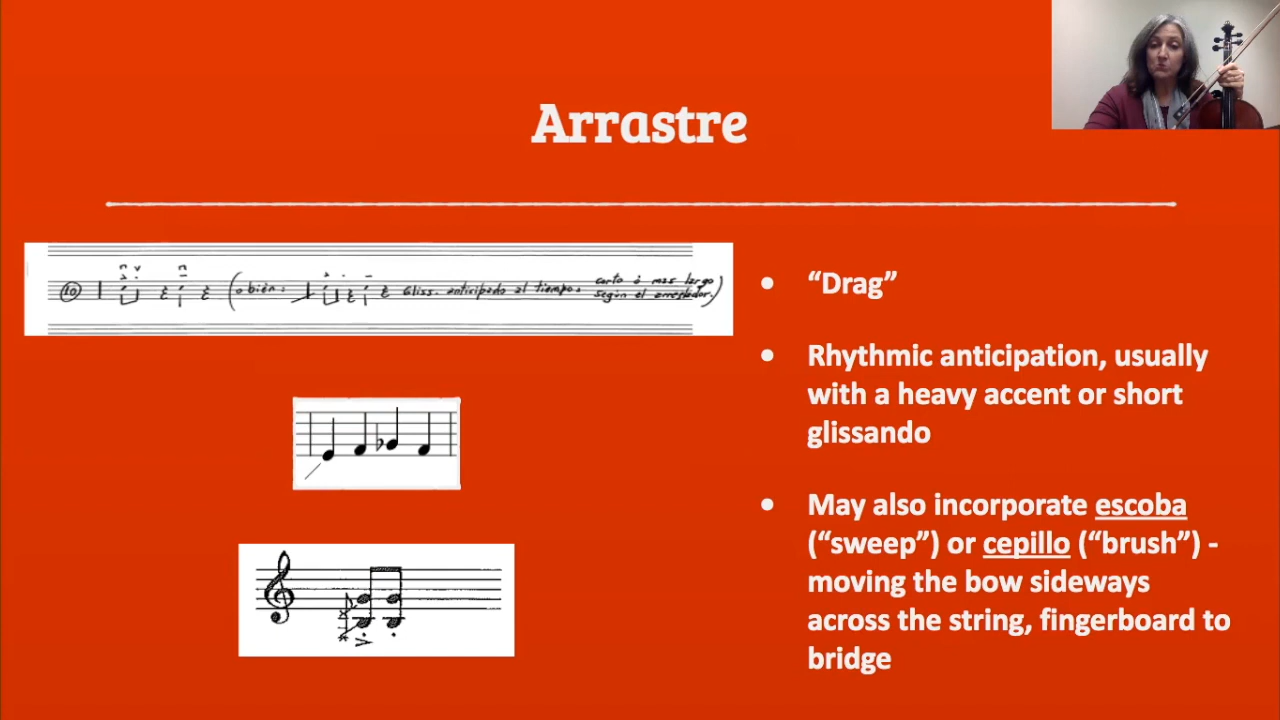 Arrastre
10 (o bién: Gliss. anticipado al tiempo. corto ó mas largo
según el arrastrador.)
• “Drag”
• Rhythmic anticipation, usually
with a heavy accent or short
glissando
• May also incorporate escoba
(“sweep”) or cepillo (“brush”) -
moving the bow sideways
across the string, fingerboard to
bridge